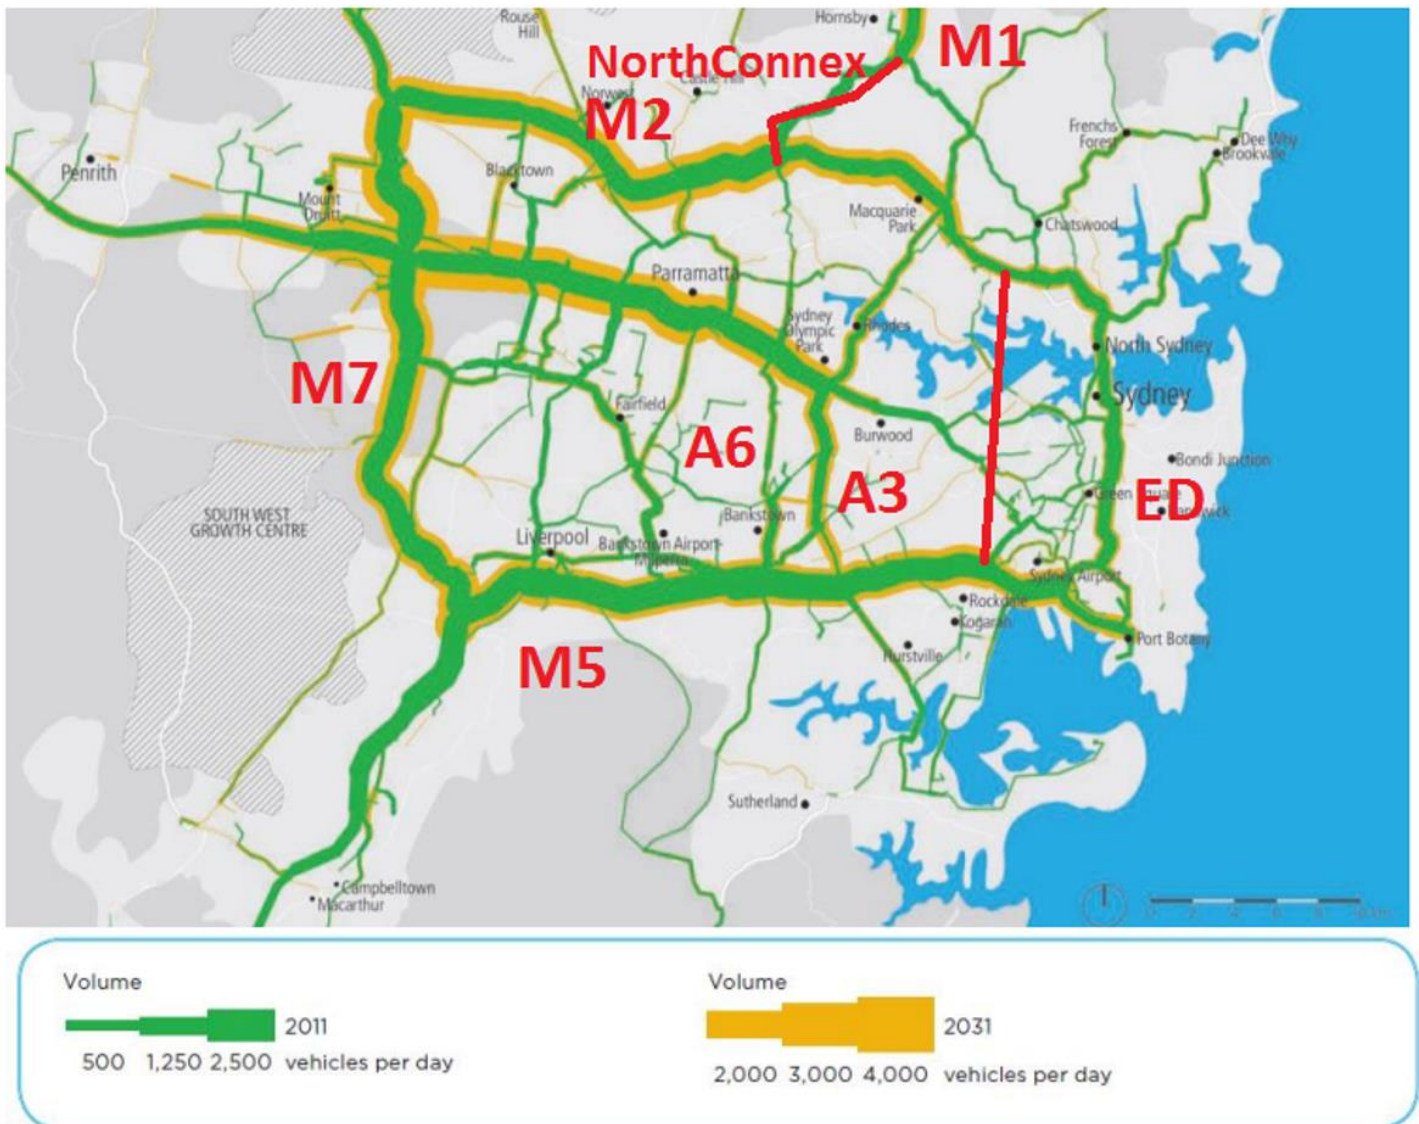 Rouse
Hill
Hornsby
M1
NorthConnex
Castle Hill
Norwest
M2
Frenchs
Forest
Dee Why
Brookvale
Penrith
Blacktown
Mount
Druitt
Macquarie
Park
Chatswood
Parramatta
Sydney
Olympic
Park
Rhodes
North Sydney
M7
Sydney
Fairfield
Burwood
A6
Bondi Junction
A3
Green Square
ED
SOUTH WEST
GROWTH CENTRE
Bankstown
Liverpool
Bankstown Airport-
Milperra
Sydney Airport
Rockdale
Kogarah
Port Botany
M5
Hurstville
Sutherland
Campbelltown
Macarthur
Volume
2011
500 1,250 2,500 vehicles per day
Volume
2031
2,000 3,000 4,000 vehicles per day